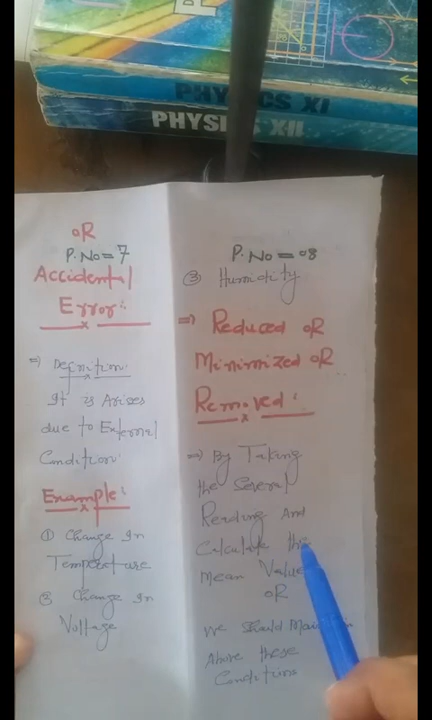 PHYSICS XI
PHYSICS XII
OR
P.No=7
Accidental
Error:
⇒ Definition:
It is Arises
due to External
Condition.
Example:
① Change In
Temperature
② Change In
Voltage
P.No=08
③ Humidity
⇒ Reduced OR
Minimized OR
Removed:
⇒ By Taking
the Several
Reading And
Calculate the
Mean Value
OR
We Should
Above these
Conditions